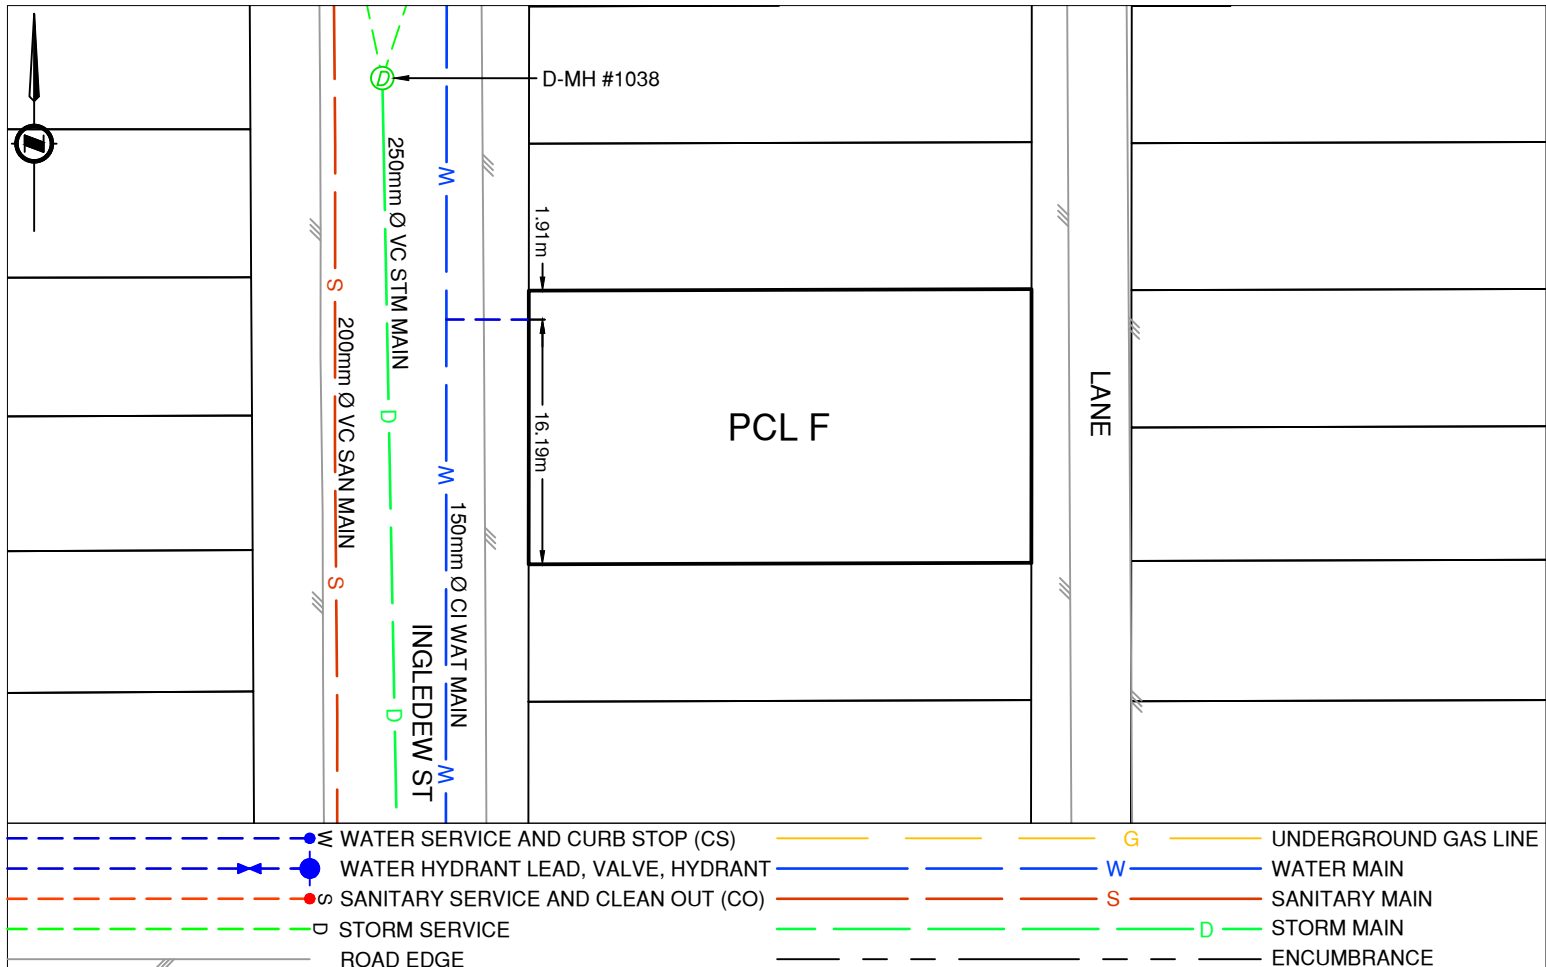 D-MH #1038
250mm Ø VC STM MAIN
200mm Ø VC SAN MAIN
150mm Ø CI WAT MAIN
INGLEDEW ST
1.91m
16.19m
PCL F
LANE
D
D
D
S
S
W
W
W
N
W WATER SERVICE AND CURB STOP (CS)
WATER HYDRANT LEAD, VALVE, HYDRANT
S SANITARY SERVICE AND CLEAN OUT (CO)
D STORM SERVICE
ROAD EDGE
G UNDERGROUND GAS LINE
W WATER MAIN
S SANITARY MAIN
D STORM MAIN
ENCUMBRANCE